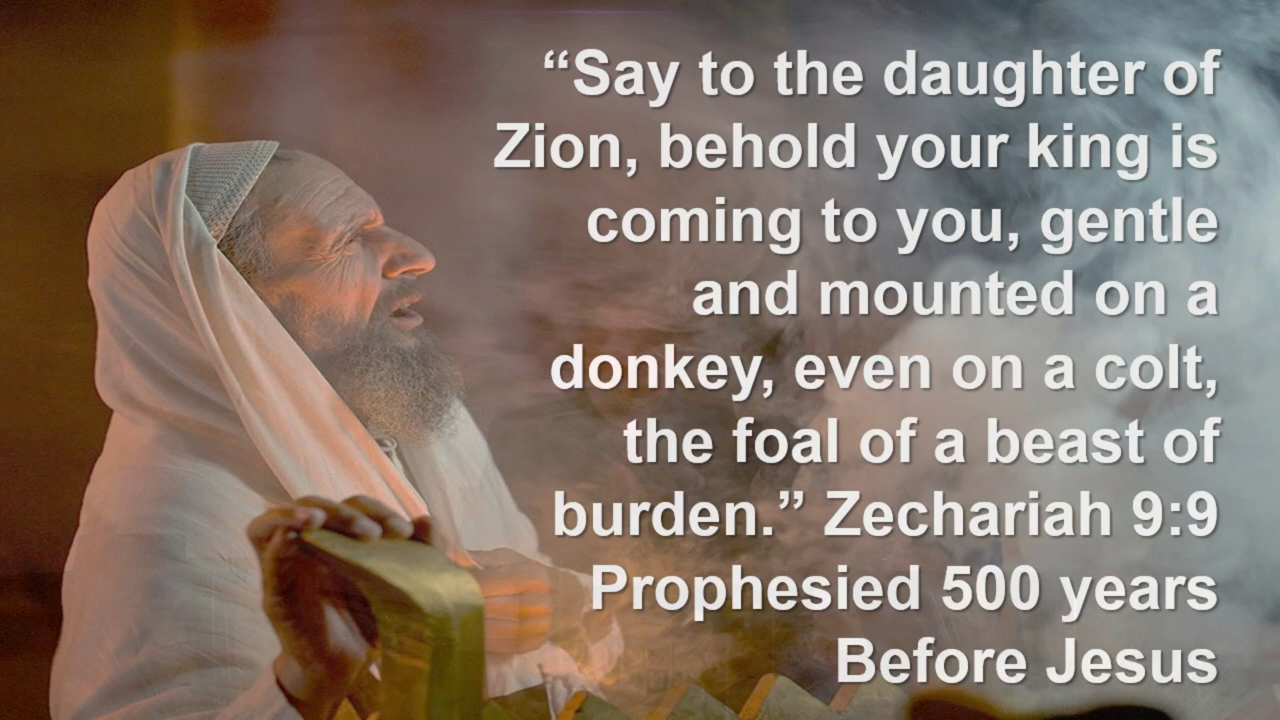 “Say to the daughter of
Zion, behold your king is
coming to you, gentle
and mounted on a
donkey, even on a colt,
the foal of a beast of
burden.” Zechariah 9:9
Prophesied 500 years
Before Jesus